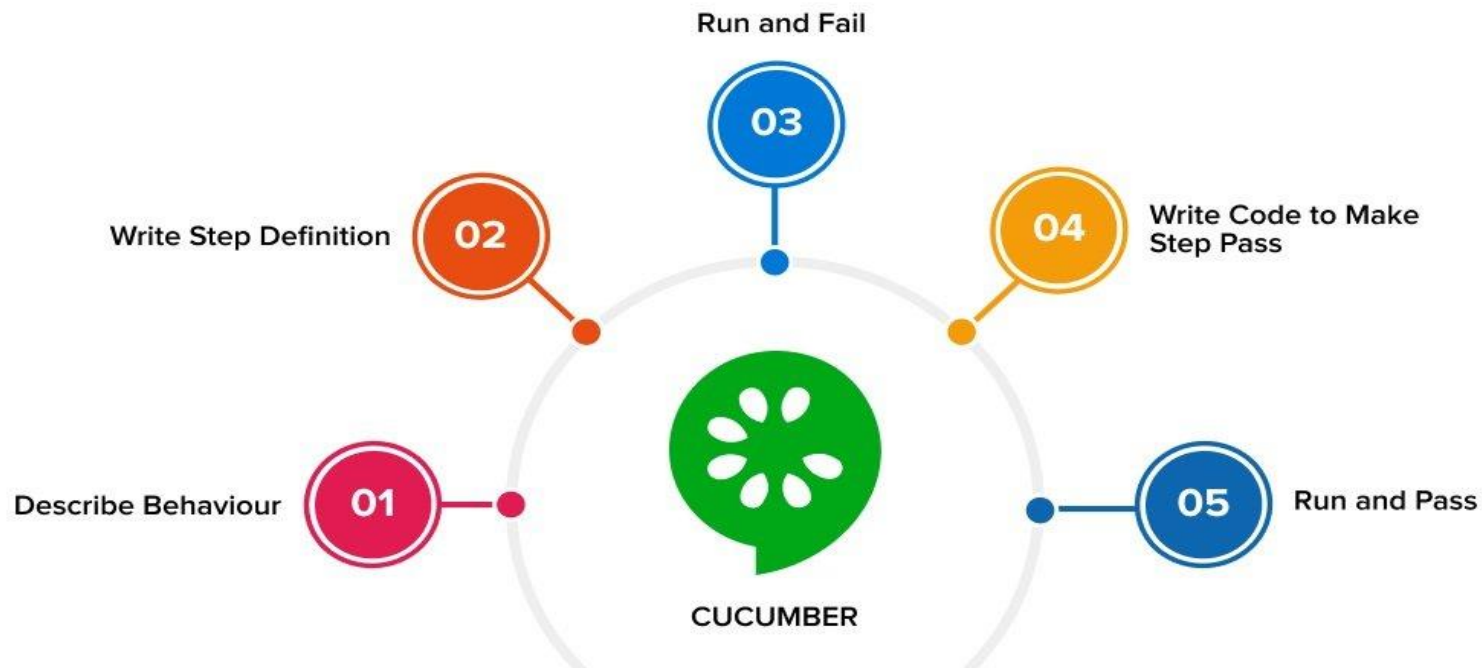 Run and Fail
03
02
Write Step Definition
04
Write Code to Make
Step Pass
01
Describe Behaviour
05
Run and Pass
CUCUMBER